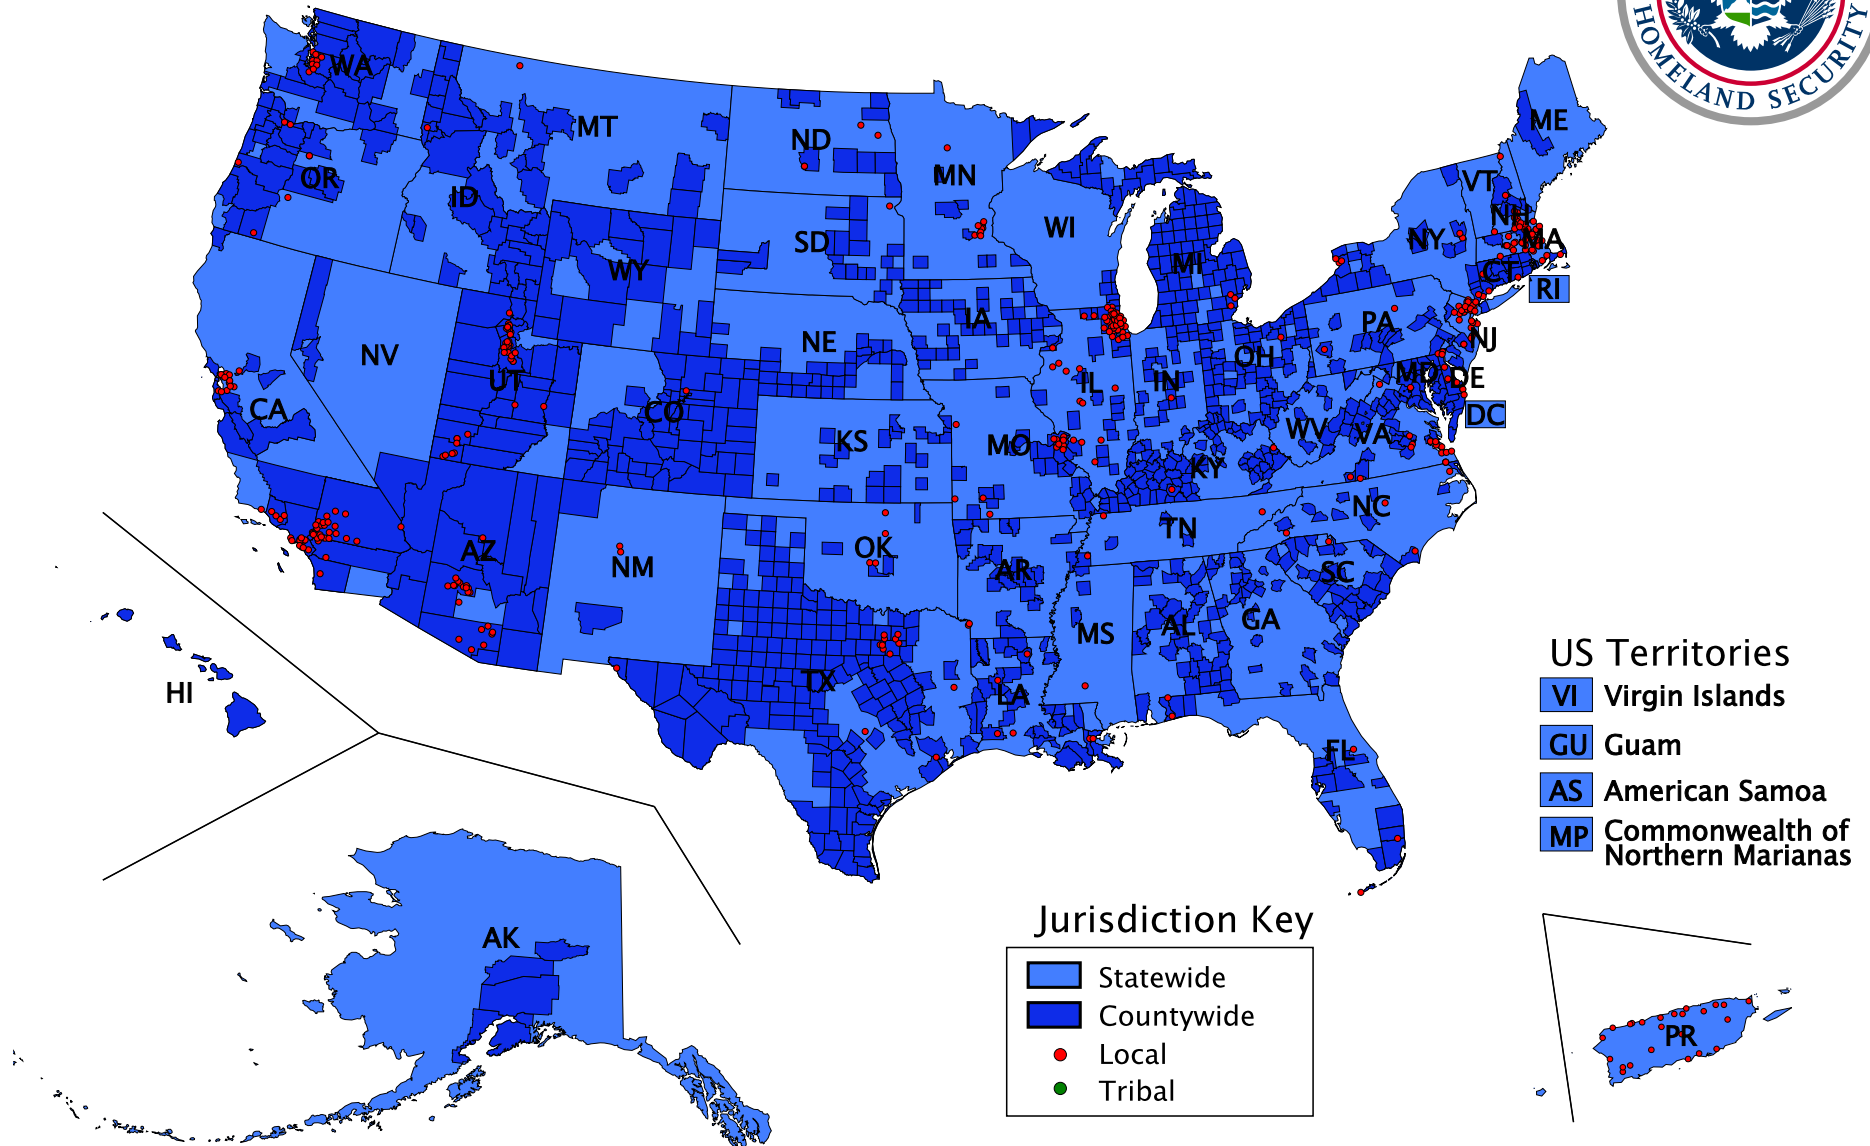 HOMELAND SECURITY
WA
MT
ND
MN
ME
OR
ID
SD
WI
VT
NH
NY
MA
WY
MI
CT
RI
NE
IA
PA
NJ
NV
UT
OH
MD
DE
CA
CO
IL
IN
DC
KS
MO
WV
VA
KY
AZ
NM
OK
AR
TN
NC
SC
MS
AL
GA
HI
TX
LA
FL
AK
US Territories
VI Virgin Islands
GU Guam
AS American Samoa
MP Commonwealth of
Northern Marianas
Jurisdiction Key
Statewide
Countywide
Local
Tribal
PR